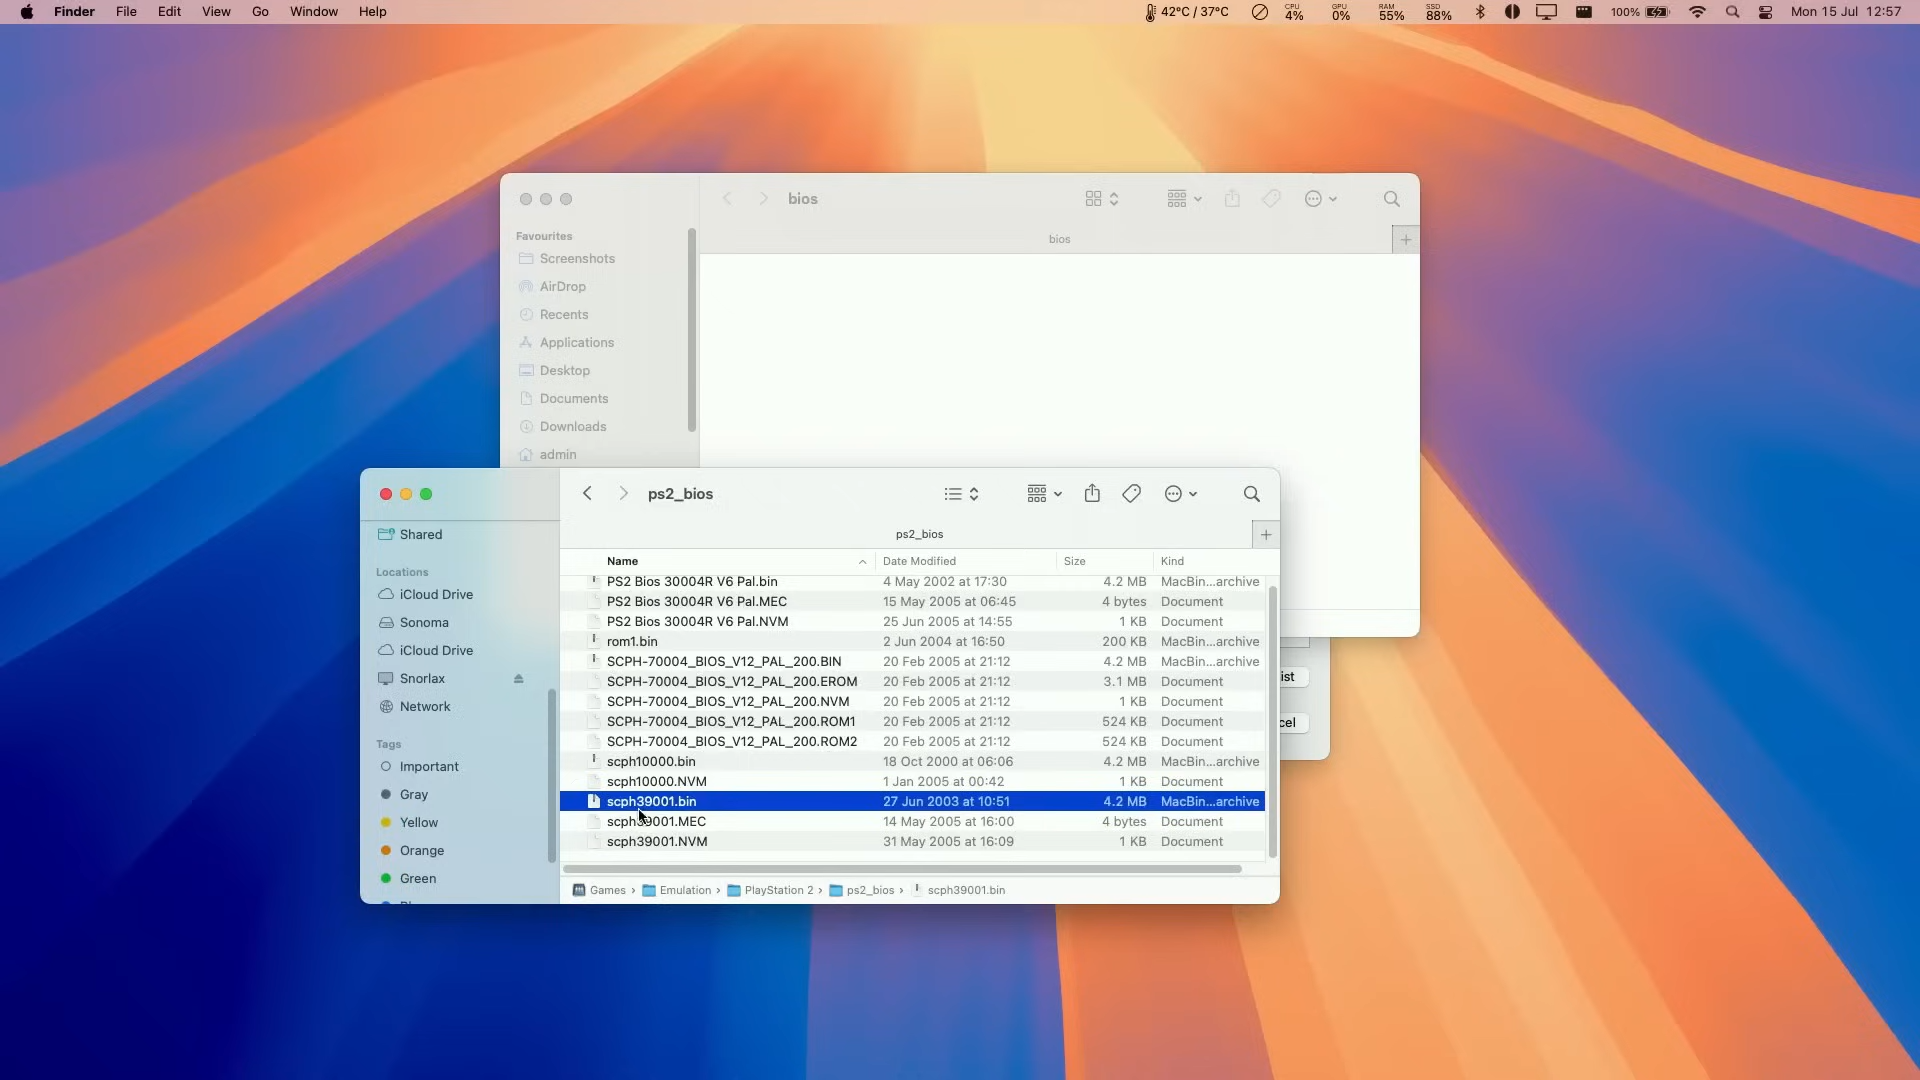 Finder File Edit View Go Window Help 42°C / 37°C CPU 4% GPU 0% RAM 55% SSD 88% 100% Mon 15 Jul 12:57
bios
bios
Favourites
Screenshots
AirDrop
Recents
Applications
Desktop
Documents
Downloads
admin
ps2_bios
ps2_bios
Shared
Locations
iCloud Drive
Sonoma
iCloud Drive
Snorlax
Network
Tags
Important
Gray
Yellow
Orange
Green
Name Date Modified Size Kind
PS2 Bios 30004R V6 Pal.bin 4 May 2002 at 17:30 4.2 MB MacBin...archive
PS2 Bios 30004R V6 Pal.MEC 15 May 2005 at 06:45 4 bytes Document
PS2 Bios 30004R V6 Pal.NVM 25 Jun 2005 at 14:55 1 KB Document
rom1.bin 2 Jun 2004 at 16:50 200 KB MacBin...archive
SCPH-70004_BIOS_V12_PAL_200.BIN 20 Feb 2005 at 21:12 4.2 MB MacBin...archive
SCPH-70004_BIOS_V12_PAL_200.EROM 20 Feb 2005 at 21:12 3.1 MB Document
SCPH-70004_BIOS_V12_PAL_200.NVM 20 Feb 2005 at 21:12 1 KB Document
SCPH-70004_BIOS_V12_PAL_200.ROM1 20 Feb 2005 at 21:12 524 KB Document
SCPH-70004_BIOS_V12_PAL_200.ROM2 20 Feb 2005 at 21:12 524 KB Document
scph10000.bin 18 Oct 2000 at 06:06 4.2 MB MacBin...archive
scph10000.NVM 1 Jan 2005 at 00:42 1 KB Document
scph39001.bin 27 Jun 2003 at 10:51 4.2 MB MacBin...archive
scph39001.MEC 14 May 2005 at 16:00 4 bytes Document
scph39001.NVM 31 May 2005 at 16:09 1 KB Document
Games › Emulation › PlayStation 2 › ps2_bios › scph39001.bin
ist
cel